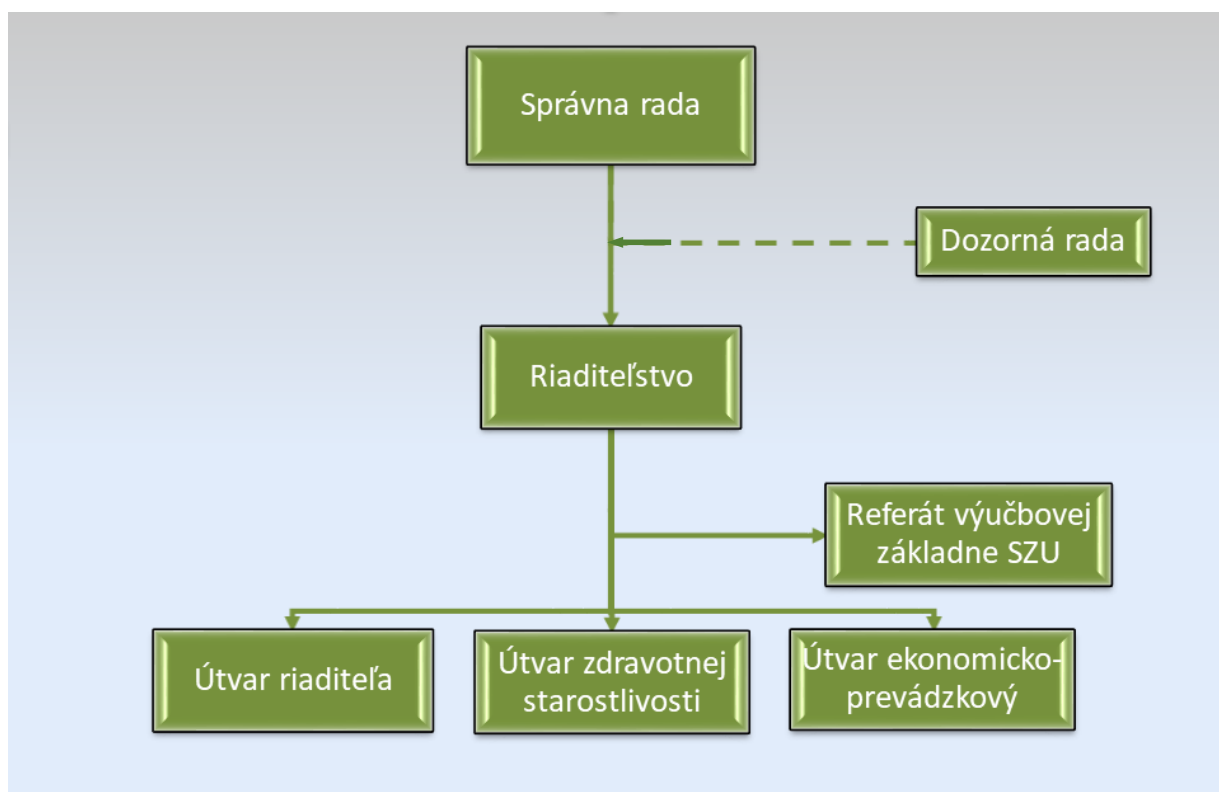 Správna rada
Dozorná rada
Riaditeľstvo
Referát výučbovej
základne SZU
Útvar riaditeľa
Útvar zdravotnej
starostlivosti
Útvar ekonomicko-
prevádzkový